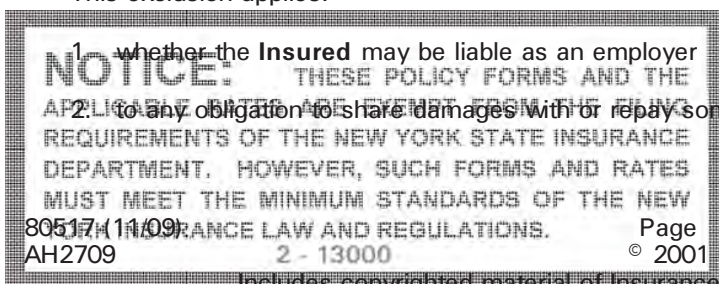 This exclusion applies:
1. whether the Insured may be liable as an employer
NOTICE: THESE POLICY FORMS AND THE
2. to any obligation to share damages with or repay
APPLICABLE RATES ARE EXEMPT FROM THE FILING
REQUIREMENTS OF THE NEW YORK STATE INSURANCE
DEPARTMENT. HOWEVER, SUCH FORMS AND RATES
MUST MEET THE MINIMUM STANDARDS OF THE NEW
YORK INSURANCE LAW AND REGULATIONS.
80517 (11/09) Page
AH2709 2 - 13000 © 2001
Includes copyrighted material of Insurance